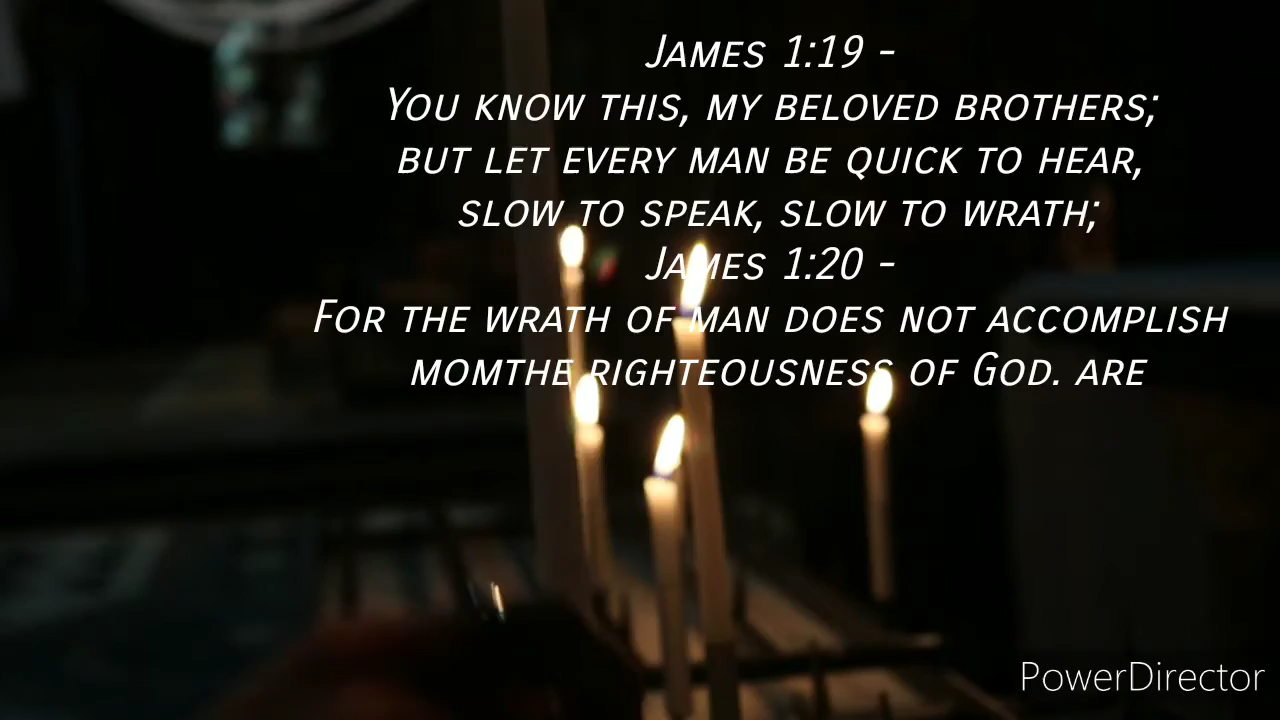 James 1:19 -
You know this, my beloved brothers;
but let every man be quick to hear,
slow to speak, slow to wrath;
James 1:20 -
For the wrath of man does not accomplish
momthe righteousness of God. are
PowerDirector